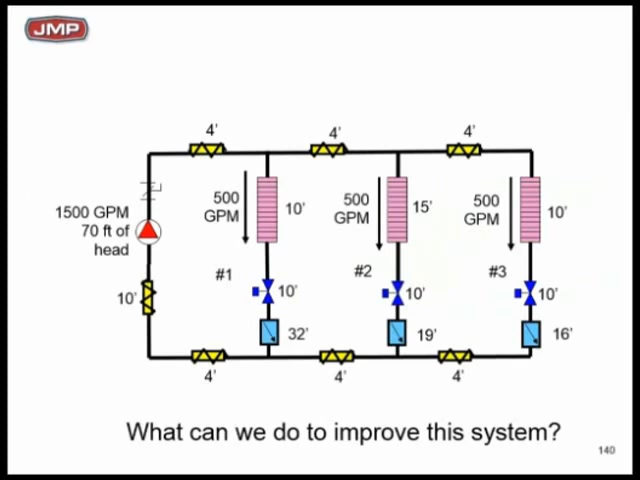 JMP
4'
4'
4'
500
GPM
10'
500
GPM
15'
500
GPM
10'
1500 GPM
70 ft of
head
#1
#2
#3
10'
10'
10'
10'
32'
19'
16'
4'
4'
4'
What can we do to improve this system?
140